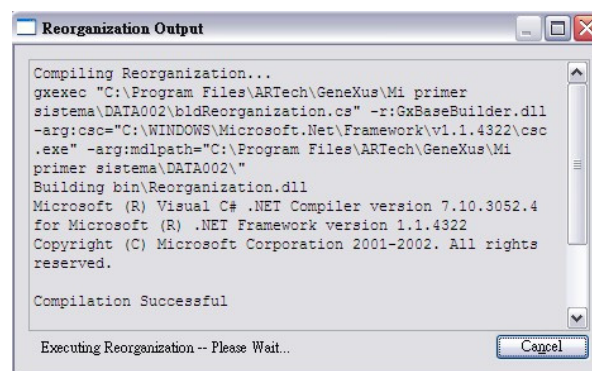 Reorganization Output
Compiling Reorganization...
gxexec "C:\Program Files\ARTech\GeneXus\Mi primer
sistema\DATA002\bldReorganization.cs" -r:GxBaseBuilder.dll
-arg:csc="C:\WINDOWS\Microsoft.Net\Framework\v1.1.4322\csc
.exe" -arg:mdlpath="C:\Program Files\ARTech\GeneXus\Mi
primer sistema\DATA002\"
Building bin\Reorganization.dll
Microsoft (R) Visual C# .NET Compiler version 7.10.3052.4
for Microsoft (R) .NET Framework version 1.1.4322
Copyright (C) Microsoft Corporation 2001-2002. All rights
reserved.
Compilation Successful
Executing Reorganization -- Please Wait...
Cancel